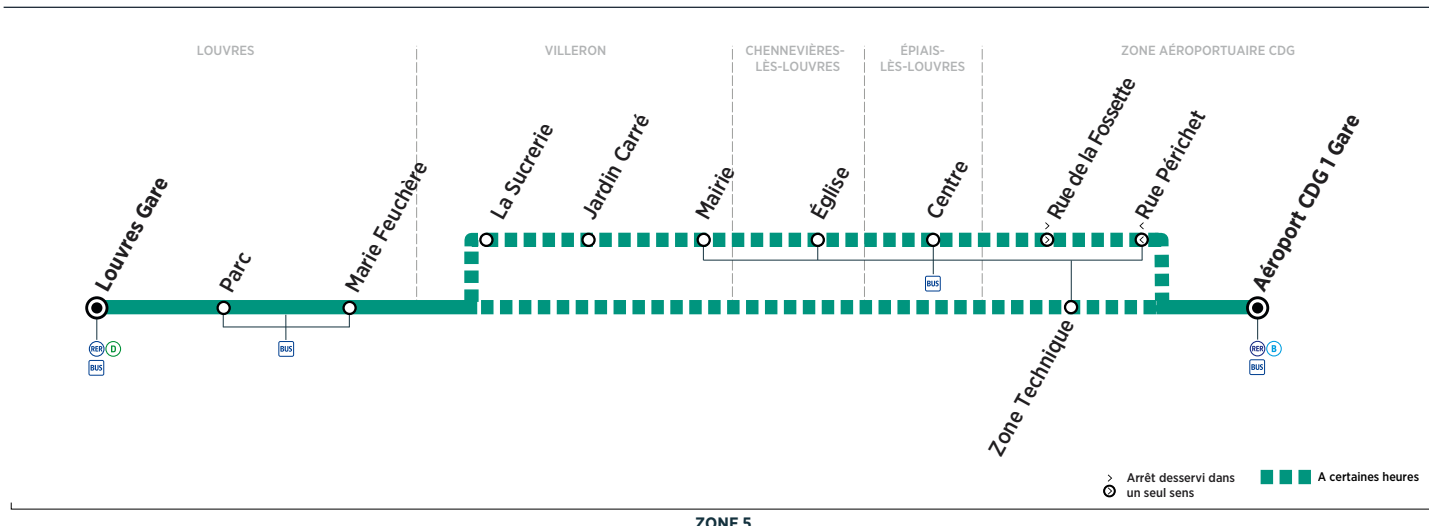 LOUVRES
VILLERON
CHENNEVIÈRES-
LÈS-LOUVRES
ÉPIAIS-
LÈS-LOUVRES
ZONE AÉROPORTUAIRE CDG
Louvres Gare
Parc
Marie Feuchère
La Sucrerie
Jardin Carré
Mairie
Église
Centre
Rue de la Fossette
Rue Périchet
Aéroport CDG 1 Gare
Zone Technique
RER D
BUS
BUS
BUS
RER B
BUS
Arrêt desservi dans
un seul sens
A certaines heures
ZONE 5